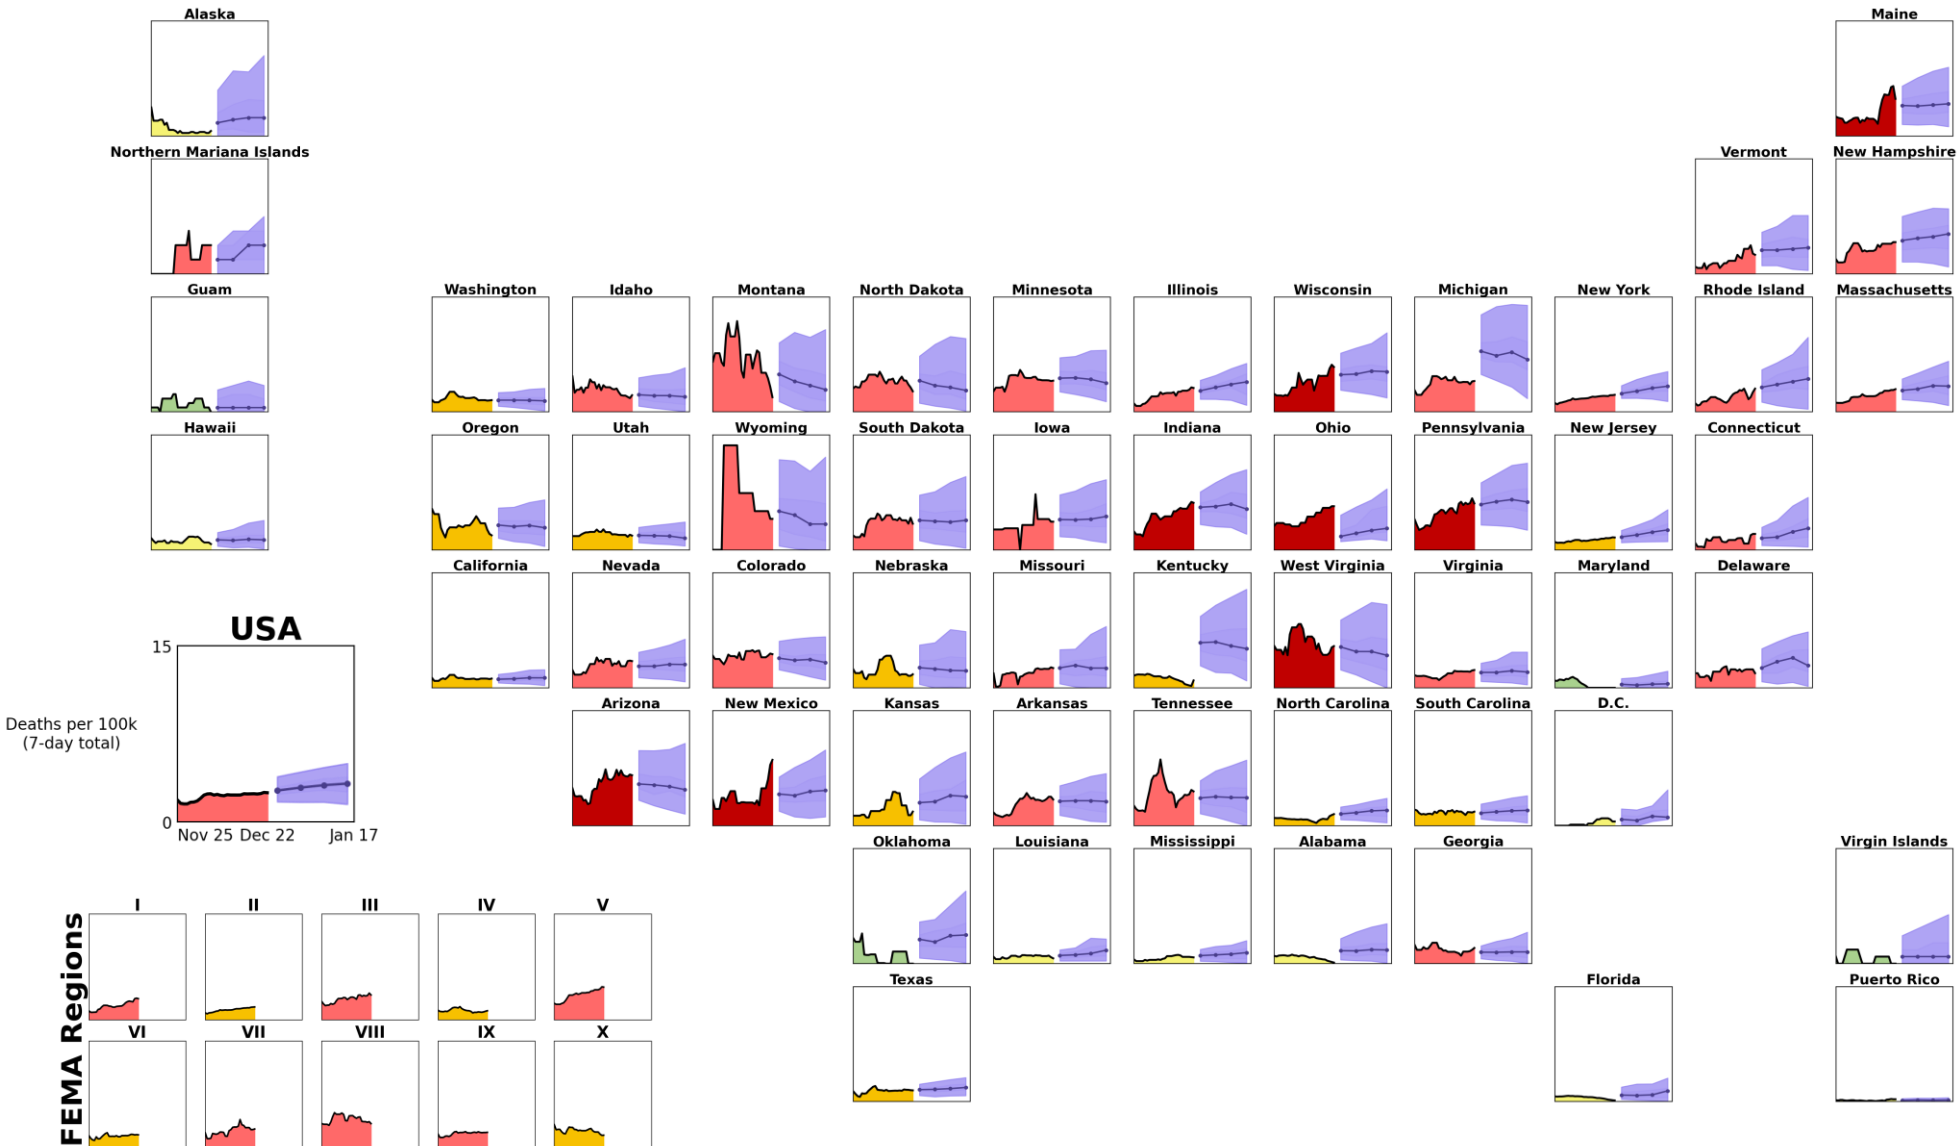 Alaska
Maine
Northern Mariana Islands
Vermont
New Hampshire
Guam
Washington
Idaho
Montana
North Dakota
Minnesota
Illinois
Wisconsin
Michigan
New York
Rhode Island
Massachusetts
Hawaii
Oregon
Utah
Wyoming
South Dakota
Iowa
Indiana
Ohio
Pennsylvania
New Jersey
Connecticut
California
Nevada
Colorado
Nebraska
Missouri
Kentucky
West Virginia
Virginia
Maryland
Delaware
USA
15
Deaths per 100k
(7-day total)
0
Nov 25
Dec 22
Jan 17
Arizona
New Mexico
Kansas
Arkansas
Tennessee
North Carolina
South Carolina
D.C.
Oklahoma
Louisiana
Mississippi
Alabama
Georgia
Virgin Islands
Texas
Florida
Puerto Rico
FEMA Regions
I
II
III
IV
V
VI
VII
VIII
IX
X